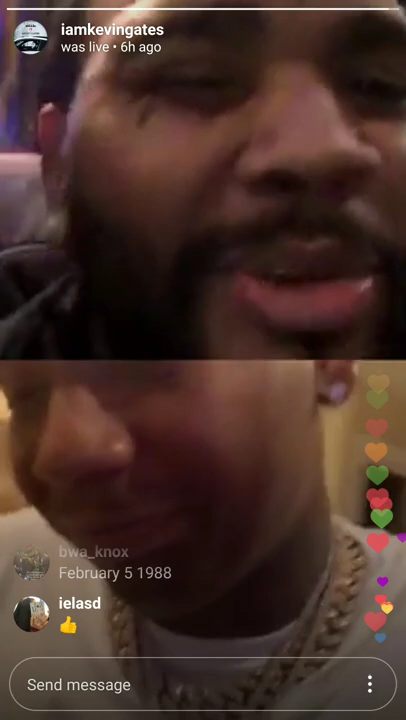 iamkevingates
was live • 6h ago
bwa_knox
February 5 1988
ielasd
👍
Send message